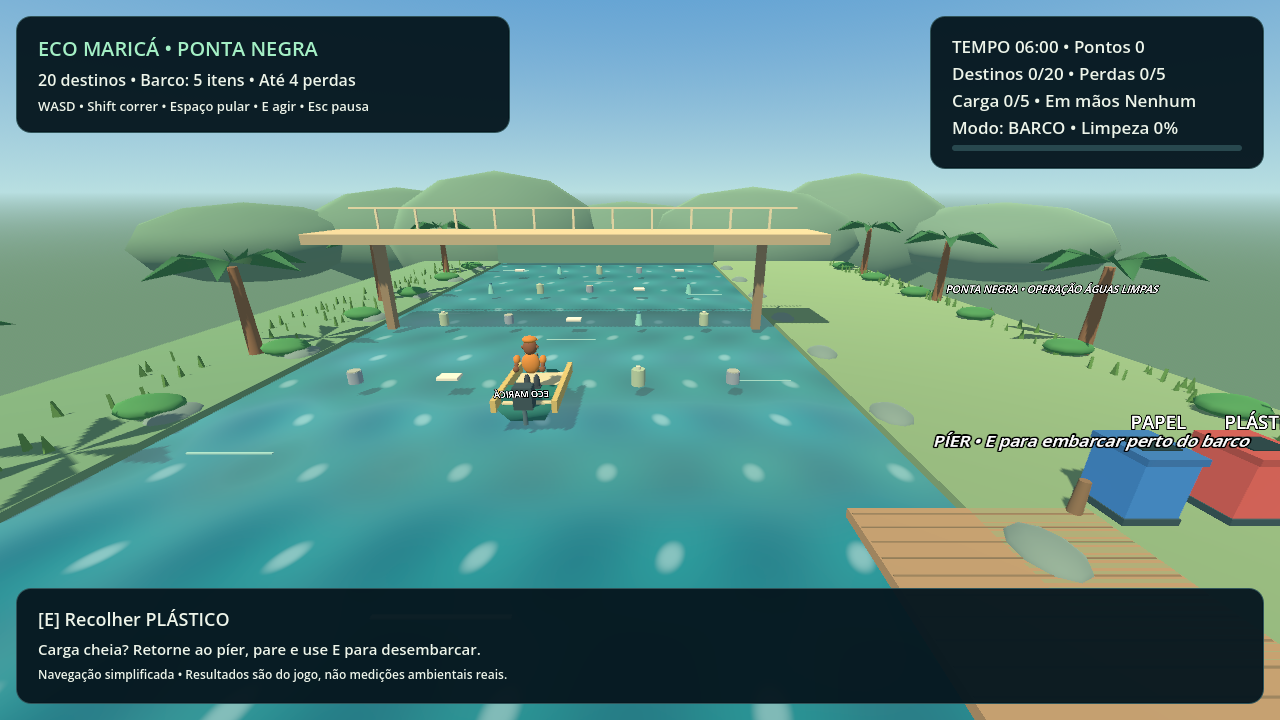 ECO MARICÁ • PONTA NEGRA
20 destinos • Barco: 5 itens • Até 4 perdas
WASD • Shift correr • Espaço pular • E agir • Esc pausa
TEMPO 06:00 • Pontos 0
Destinos 0/20 • Perdas 0/5
Carga 0/5 • Em mãos Nenhum
Modo: BARCO • Limpeza 0%
PONTA NEGRA • OPERAÇÃO ÁGUAS LIMPAS
ECO MARICÁ
PAPEL
PLÁST
PÍER • E para embarcar perto do barco
[E] Recolher PLÁSTICO
Carga cheia? Retorne ao píer, pare e use E para desembarcar.
Navegação simplificada • Resultados são do jogo, não medições ambientais reais.